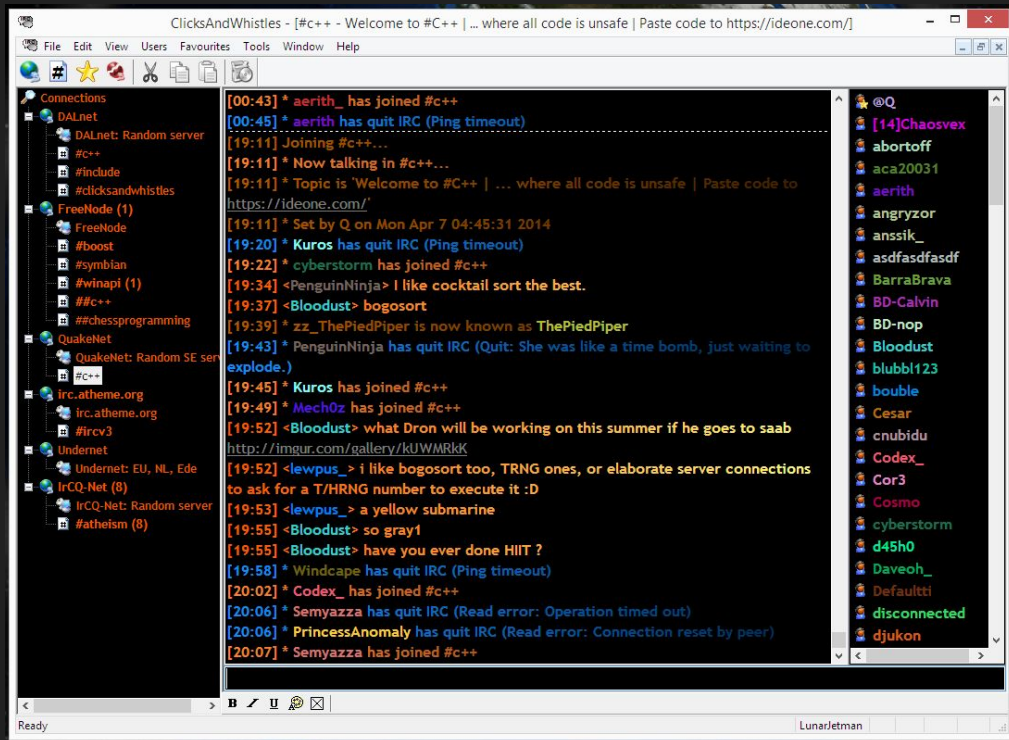 ClicksAndWhistles - [#c++ - Welcome to #C++ | ... where all code is unsafe | Paste code to https://ideone.com/]
File Edit View Users Favourites Tools Window Help
Connections
DALnet
DALnet: Random server
#c++
#include
#clicksandwhistles
FreeNode (1)
FreeNode
#boost
#symbian
#winapi (1)
##c++
##chessprogramming
QuakeNet
QuakeNet: Random SE serv
#c++
irc.atheme.org
irc.atheme.org
#ircv3
Undernet
Undernet: EU, NL, Ede
IrCQ-Net (8)
IrCQ-Net: Random server
#atheism (8)
[00:43] * aerith_ has joined #c++
[00:45] * aerith has quit IRC (Ping timeout)
[19:11] Joining #c++...
[19:11] * Now talking in #c++...
[19:11] * Topic is 'Welcome to #C++ | ... where all code is unsafe | Paste code to
https://ideone.com/'
[19:11] * Set by Q on Mon Apr 7 04:45:31 2014
[19:20] * Kuros has quit IRC (Ping timeout)
[19:22] * cyberstorm has joined #c++
[19:34] <PenguinNinja> I like cocktail sort the best.
[19:37] <Bloodust> bogosort
[19:39] * zz_ThePiedPiper is now known as ThePiedPiper
[19:43] * PenguinNinja has quit IRC (Quit: She was like a time bomb, just waiting to
explode.)
[19:45] * Kuros has joined #c++
[19:49] * Mech0z has joined #c++
[19:52] <Bloodust> what Dron will be working on this summer if he goes to saab
http://imgur.com/gallery/kUWMRkK
[19:52] <lewpus_> i like bogosort too, TRNG ones, or elaborate server connections
to ask for a T/HRNG number to execute it :D
[19:53] <lewpus_> a yellow submarine
[19:55] <Bloodust> so gray1
[19:55] <Bloodust> have you ever done HIIT ?
[19:58] * Windcape has quit IRC (Ping timeout)
[20:02] * Codex_ has joined #c++
[20:06] * Semyazza has quit IRC (Read error: Operation timed out)
[20:06] * PrincessAnomaly has quit IRC (Read error: Connection reset by peer)
[20:07] * Semyazza has joined #c++
@Q
[14]Chaosvex
abortoff
aca20031
aerith
angryzor
anssik_
asdfasdfasdf
BarraBrava
BD-Calvin
BD-nop
Bloodust
blubbl123
bouble
Cesar
cnubidu
Codex_
Cor3
Cosmo
cyberstorm
d45h0
Daveoh_
Defaultti
disconnected
djukon
B I U
Ready
LunarJetman